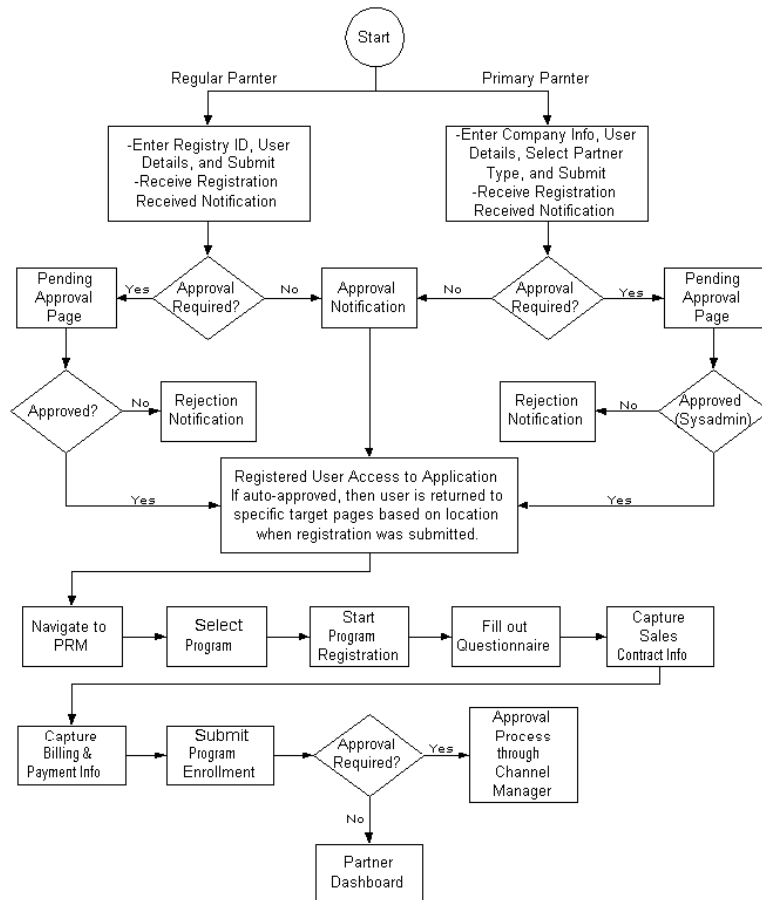 Start
Regular Parnter
Primary Parnter
-Enter Registry ID, User
Details, and Submit
-Receive Registration
Received Notification
-Enter Company Info, User
Details, Select Partner
Type, and Submit
-Receive Registration
Received Notification
Pending
Approval
Page
Yes
Approval
Required?
No
Approval
Notification
No
Approval
Required?
Yes
Pending
Approval
Page
Approved?
No
Rejection
Notification
Rejection
Notification
No
Approved
(Sysadmin)
Yes
Registered User Access to Application
If auto-approved, then user is returned to
specific target pages based on location
when registration was submitted.
Yes
Navigate to
PRM
Select
Program
Start
Program
Registration
Fill out
Questionnaire
Capture
Sales
Contract Info
Capture
Billing &
Payment Info
Submit
Program
Enrollment
Approval
Required?
Yes
Approval
Process
through
Channel
Manager
No
Partner
Dashboard